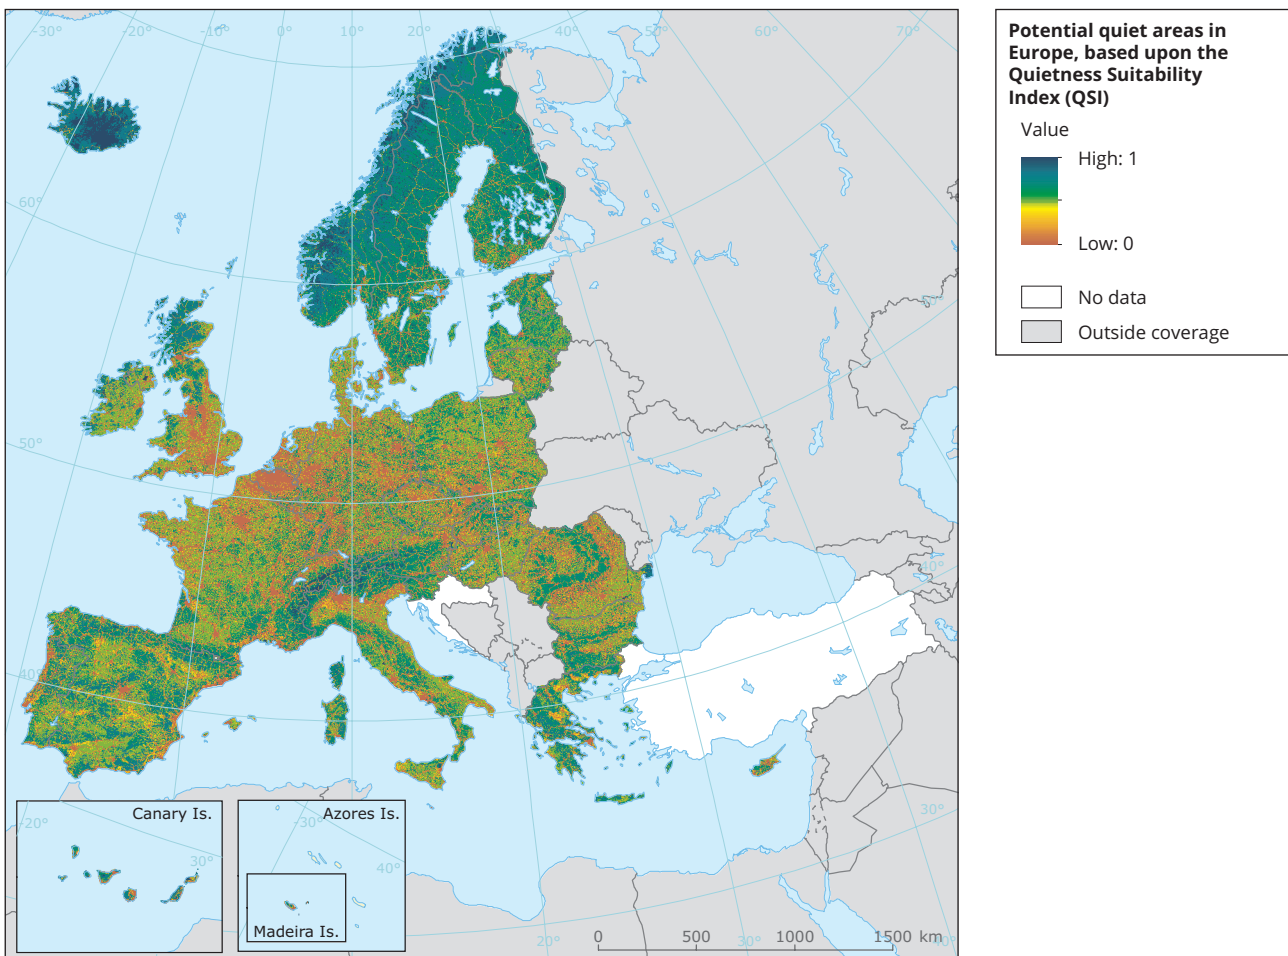 -30°
-20°
-10°
0°
10°
20°
30°
40°
50°
60°
70°
60°
50°
40°
40°
30°
Canary Is.
-20°
30°
Azores Is.
-30°
40°
Madeira Is.
20°
30°
40°
0 500 1000 1500 km
Potential quiet areas in
Europe, based upon the
Quietness Suitability
Index (QSI)
Value
High: 1
Low: 0
No data
Outside coverage